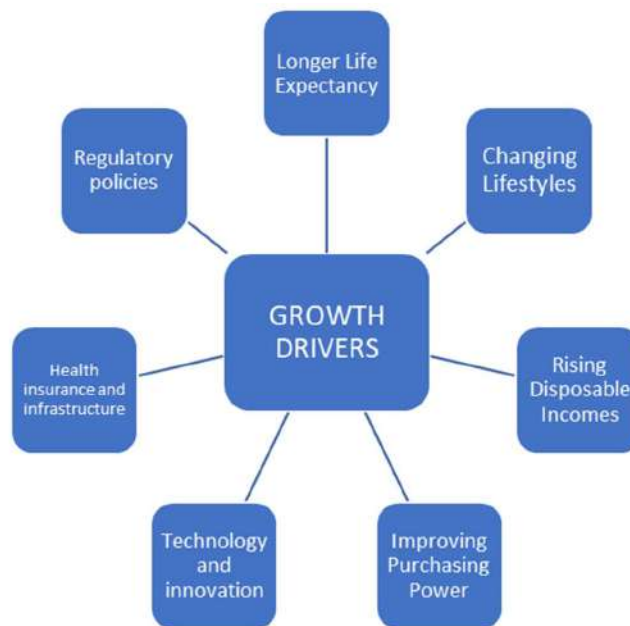 Longer Life
Expectancy
Regulatory
policies
Changing
Lifestyles
GROWTH
DRIVERS
Health
insurance and
infrastructure
Rising
Disposable
Incomes
Technology
and
innovation
Improving
Purchasing
Power